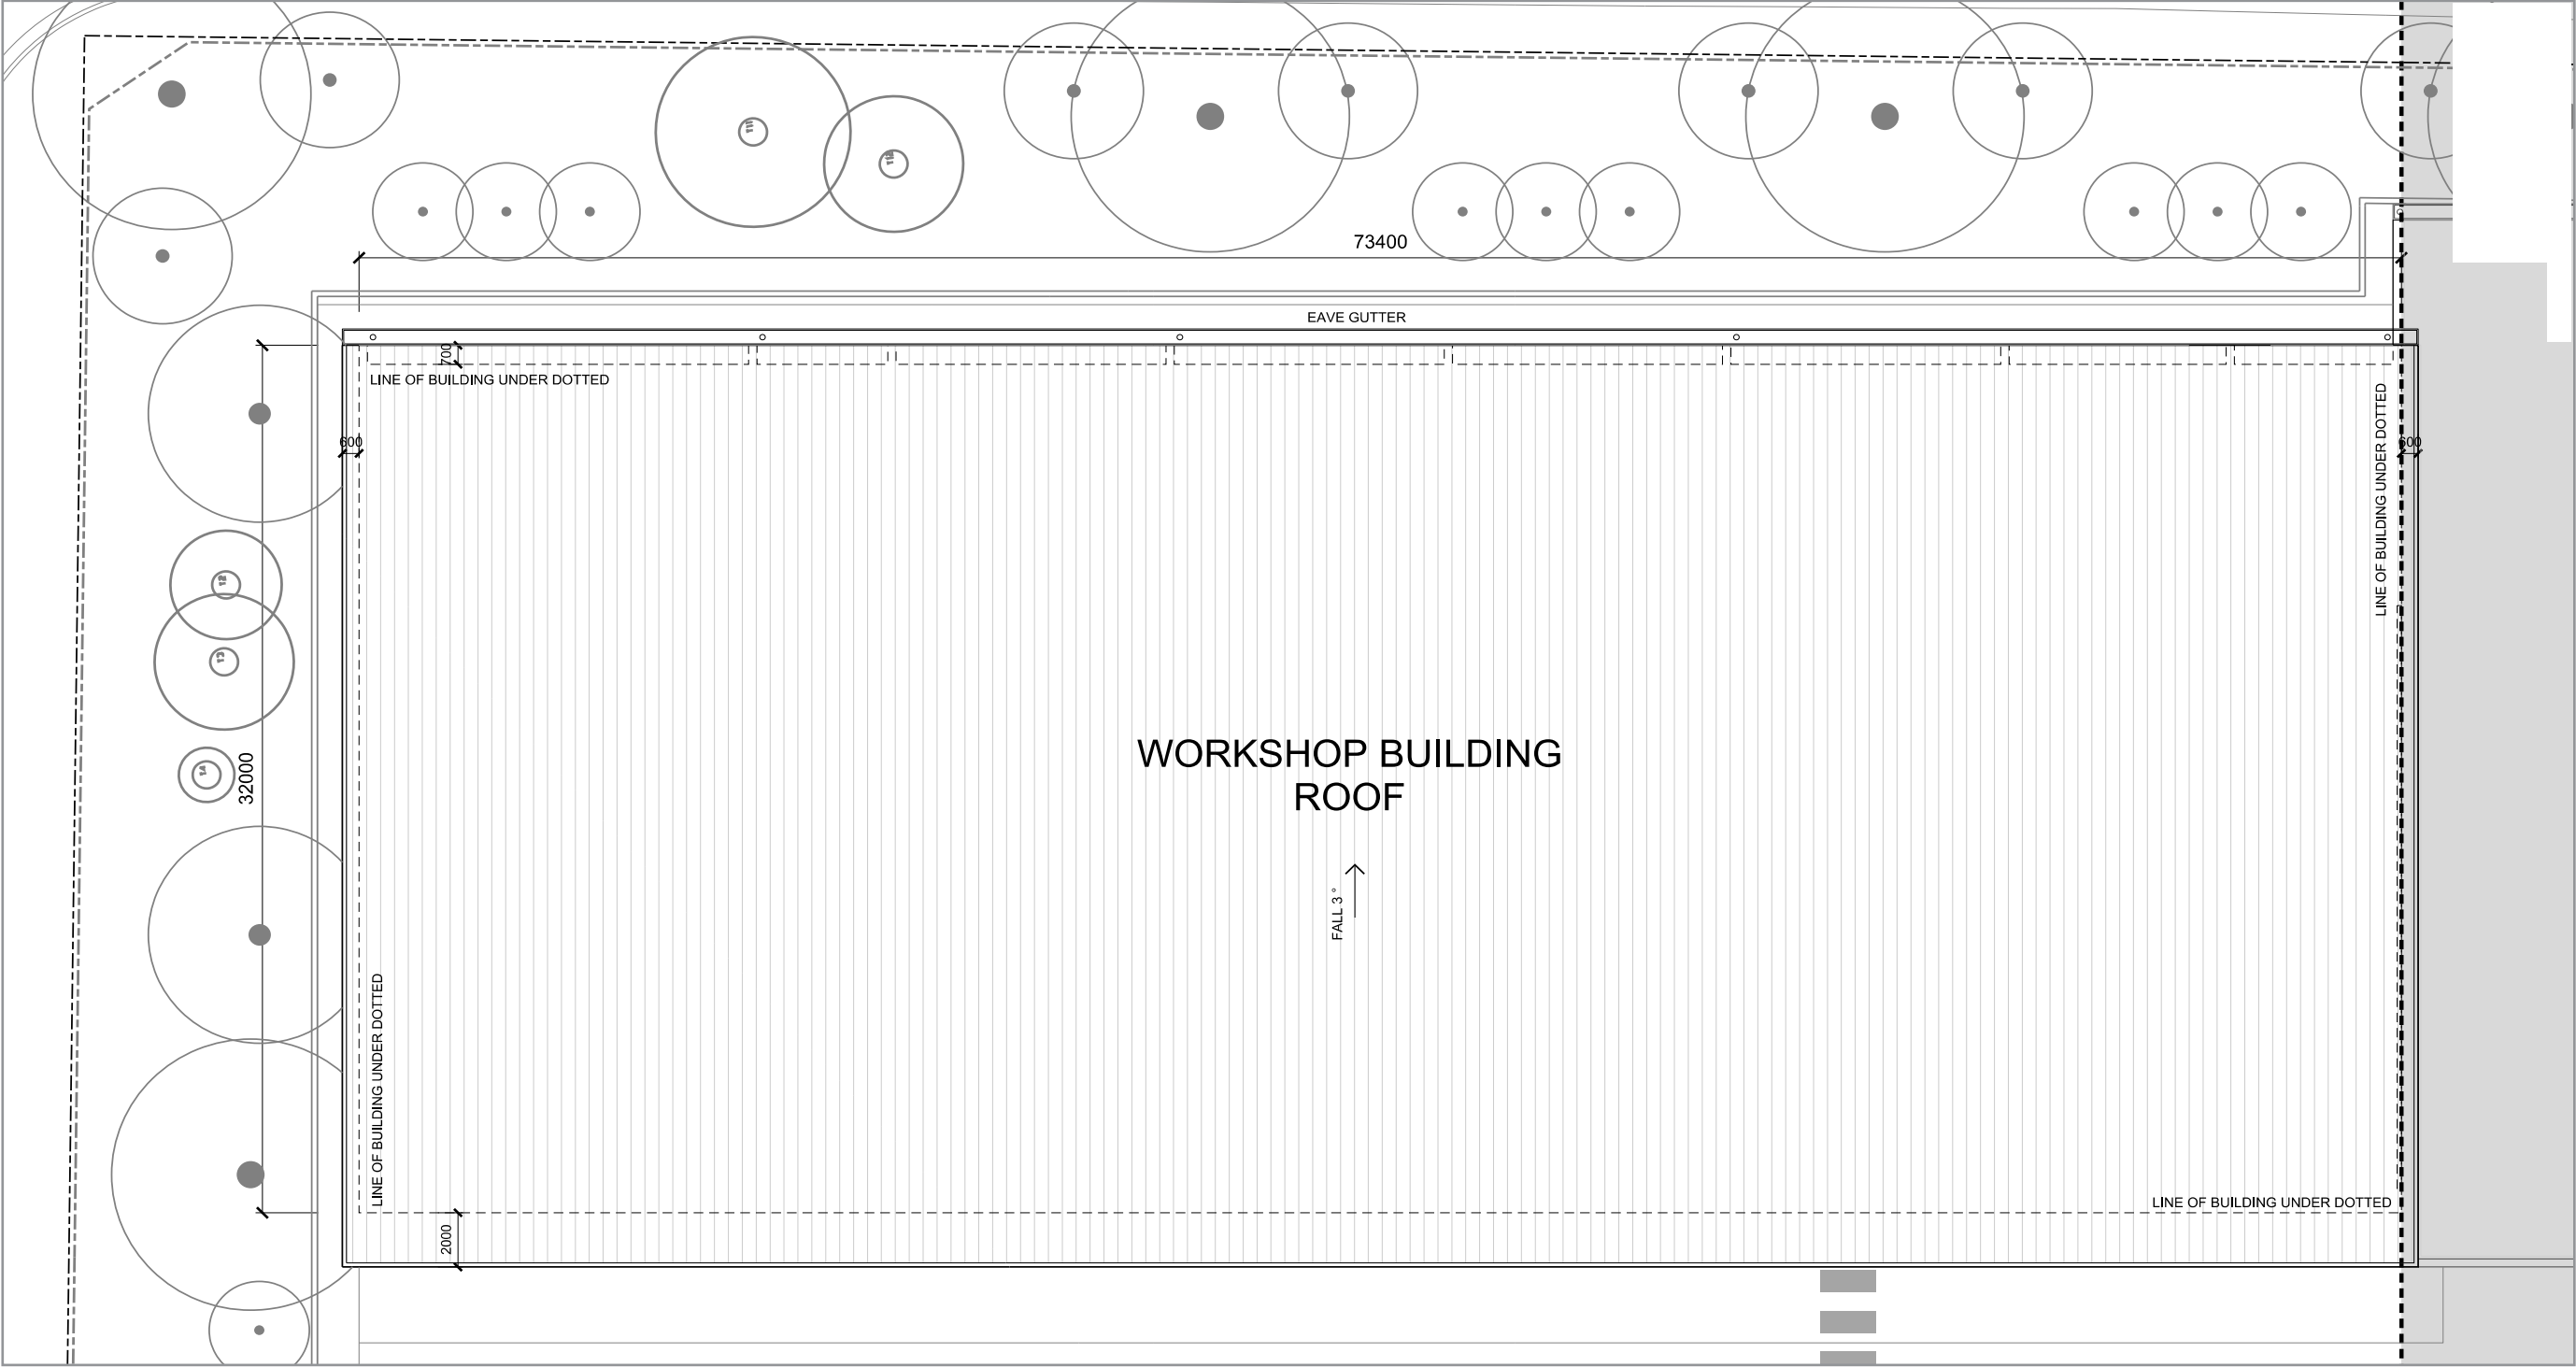 73400
EAVE GUTTER
700
LINE OF BUILDING UNDER DOTTED
LINE OF BUILDING UNDER DOTTED
600
600
WORKSHOP BUILDING
ROOF
32000
FALL 3°
LINE OF BUILDING UNDER DOTTED
LINE OF BUILDING UNDER DOTTED
2000